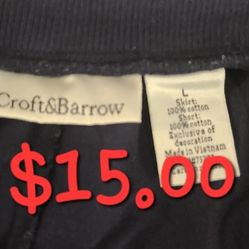 Croft&Barrow
L
Skirt:
100% cotton
Short:
100% cotton
Exclusive of
decoration
Made in Vietnam
$15.00